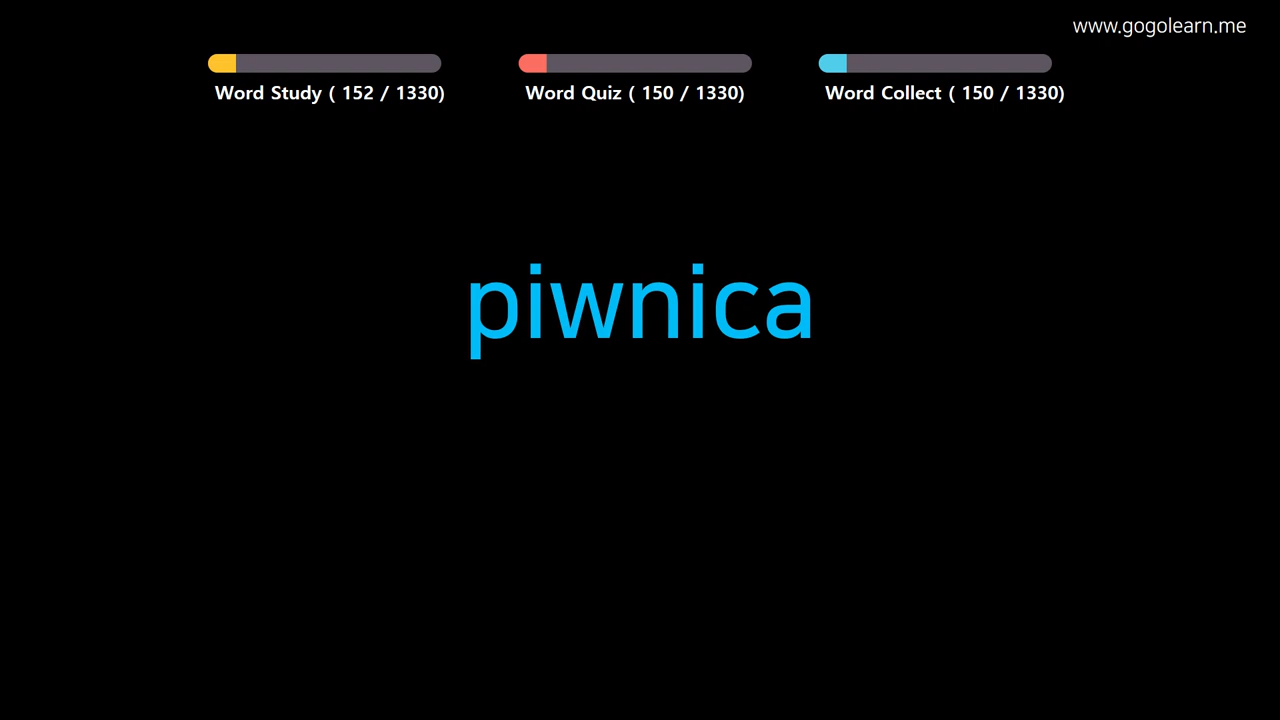 www.gogolearn.me
Word Study ( 152 / 1330)
Word Quiz ( 150 / 1330)
Word Collect ( 150 / 1330)
piwnica